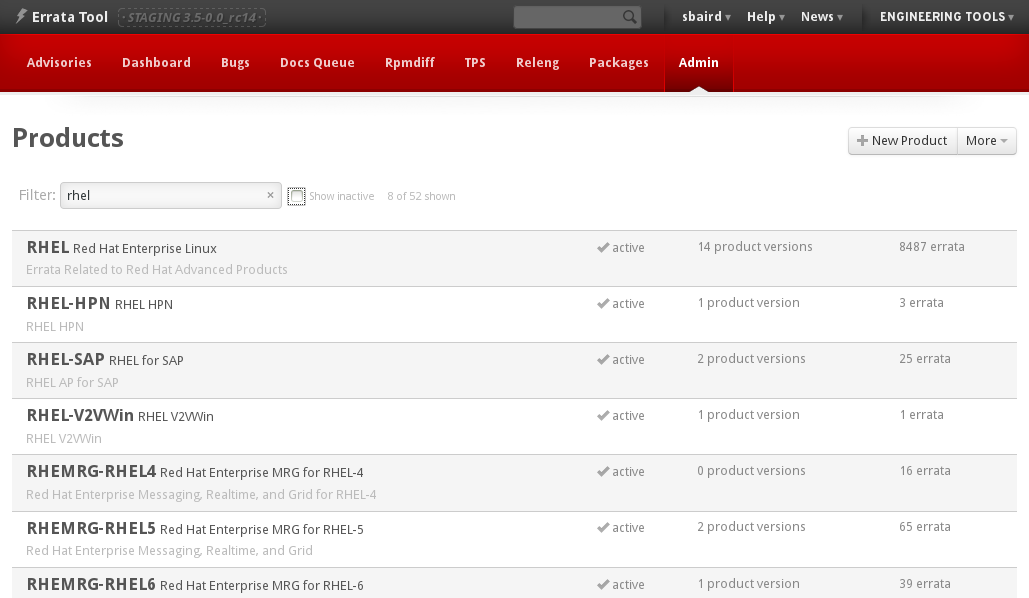 Errata Tool · STAGING 3.5-0.0_rc14 · sbaird ▾ Help ▾ News ▾ ENGINEERING TOOLS ▾
Advisories Dashboard Bugs Docs Queue Rpmdiff TPS Releng Packages Admin
Products
New Product More
Filter: rhel × Show inactive 8 of 52 shown
RHEL Red Hat Enterprise Linux active 14 product versions 8487 errata
Errata Related to Red Hat Advanced Products
RHEL-HPN RHEL HPN active 1 product version 3 errata
RHEL HPN
RHEL-SAP RHEL for SAP active 2 product versions 25 errata
RHEL AP for SAP
RHEL-V2VWin RHEL V2VWin active 1 product version 1 errata
RHEL V2VWin
RHEMRG-RHEL4 Red Hat Enterprise MRG for RHEL-4 active 0 product versions 16 errata
Red Hat Enterprise Messaging, Realtime, and Grid for RHEL-4
RHEMRG-RHEL5 Red Hat Enterprise MRG for RHEL-5 active 2 product versions 65 errata
Red Hat Enterprise Messaging, Realtime, and Grid
RHEMRG-RHEL6 Red Hat Enterprise MRG for RHEL-6 active 1 product version 39 errata